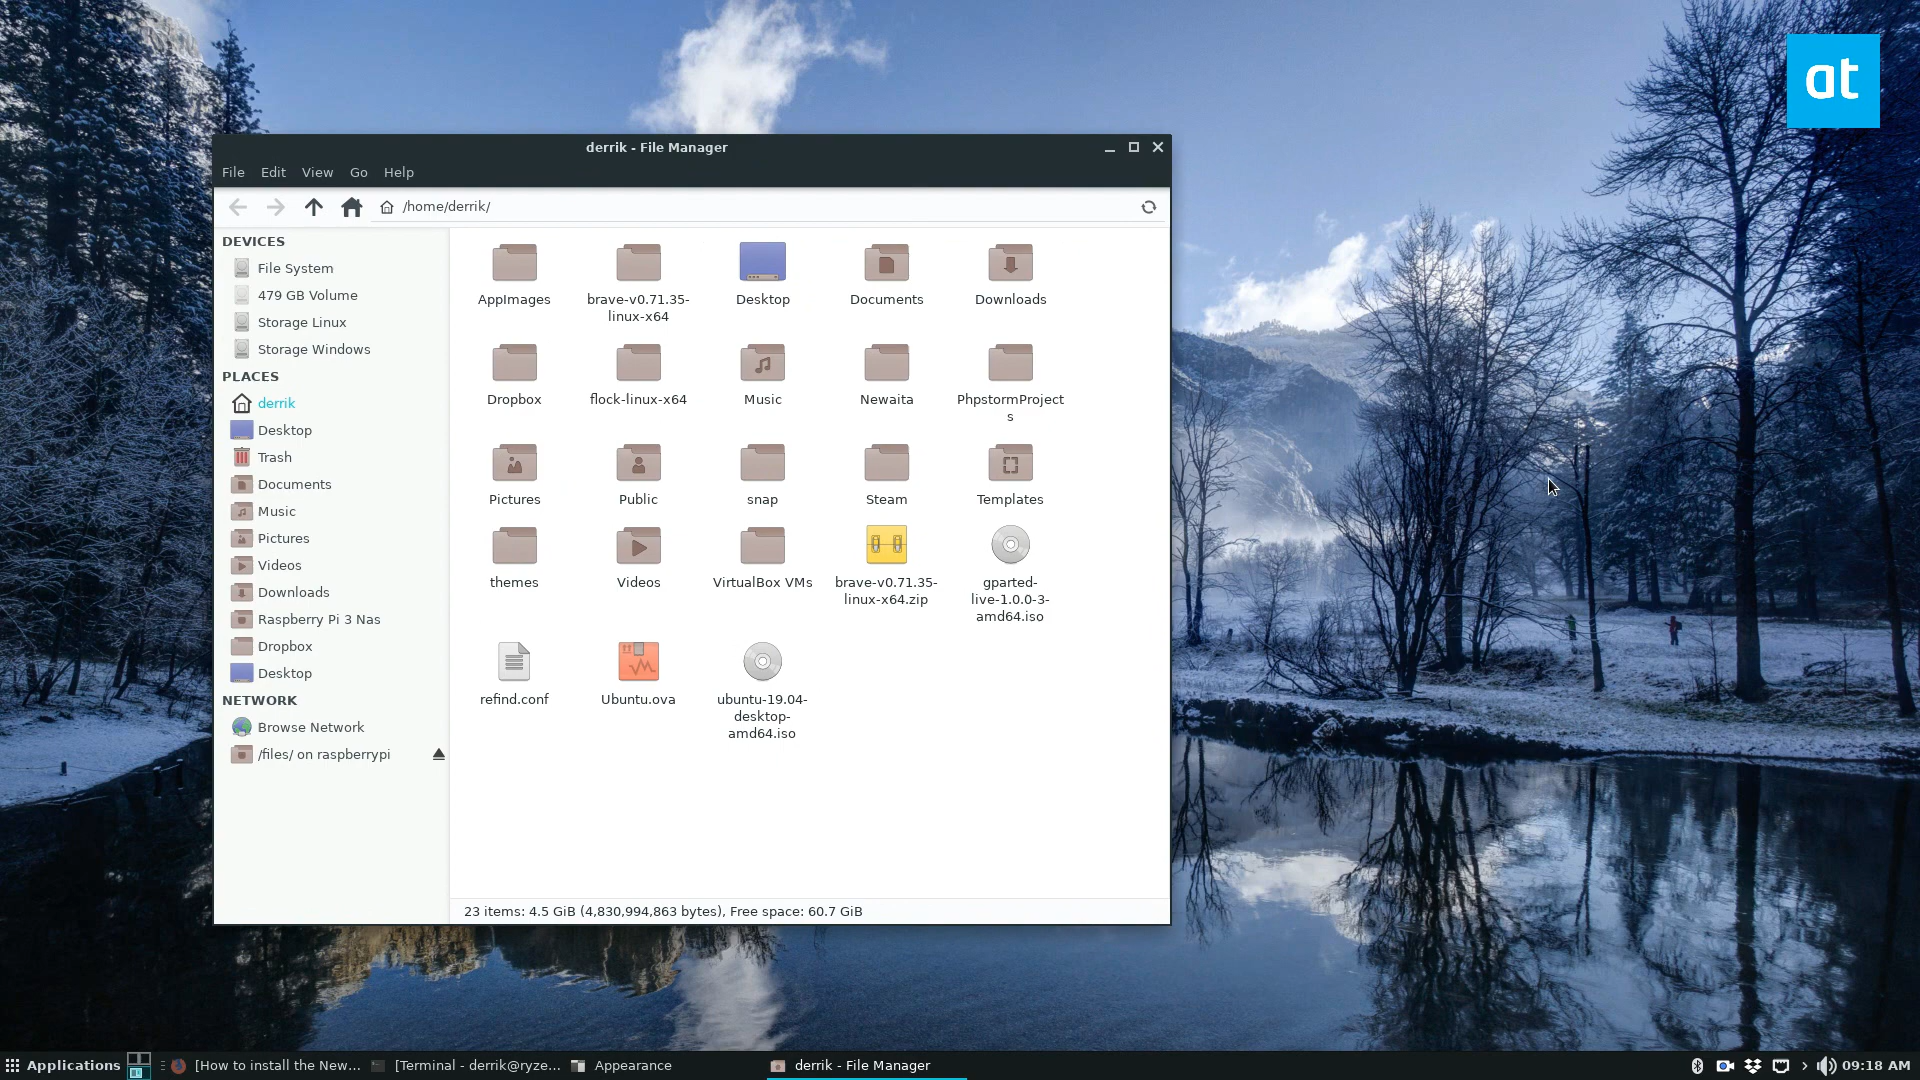 at
derrik - File Manager
File Edit View Go Help
/home/derrik/
DEVICES
File System
479 GB Volume
Storage Linux
Storage Windows
PLACES
derrik
Desktop
Trash
Documents
Music
Pictures
Videos
Downloads
Raspberry Pi 3 Nas
Dropbox
Desktop
NETWORK
Browse Network
/files/ on raspberrypi
AppImages
brave-v0.71.35-
linux-x64
Desktop
Documents
Downloads
Dropbox
flock-linux-x64
Music
Newaita
PhpstormProject
s
Pictures
Public
snap
Steam
Templates
themes
Videos
VirtualBox VMs
brave-v0.71.35-
linux-x64.zip
gparted-
live-1.0.0-3-
amd64.iso
refind.conf
Ubuntu.ova
ubuntu-19.04-
desktop-
amd64.iso
23 items: 4.5 GiB (4,830,994,863 bytes), Free space: 60.7 GiB
Applications [How to install the New... [Terminal - derrik@ryze... Appearance derrik - File Manager 09:18 AM